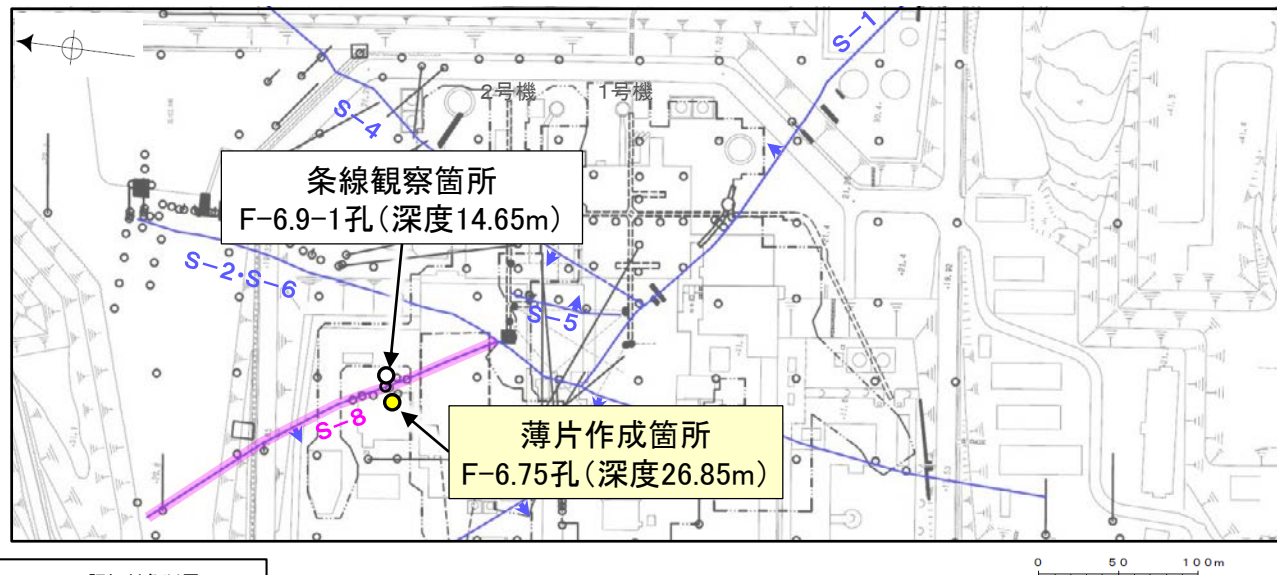 S-1
2号機
1号機
S-4
条線観察箇所
F-6.9-1孔(深度14.65m)
S-2・S-6
S-5
S-8
薄片作成箇所
F-6.75孔(深度26.85m)
0 50 100m